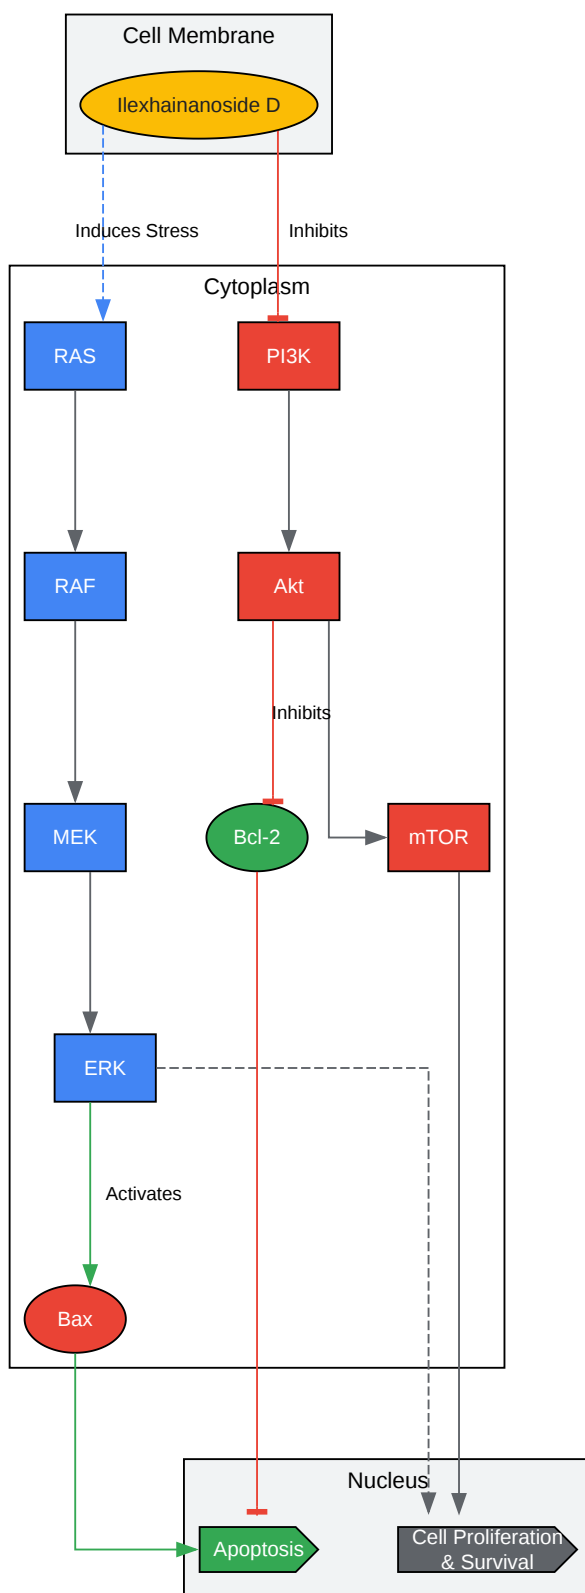 Cell Membrane
Ilexhainanoside D
Induces Stress
Inhibits
Cytoplasm
RAS
PI3K
RAF
Akt
Inhibits
MEK
Bcl-2
mTOR
ERK
Activates
Bax
Nucleus
Apoptosis
Cell Proliferation
& Survival